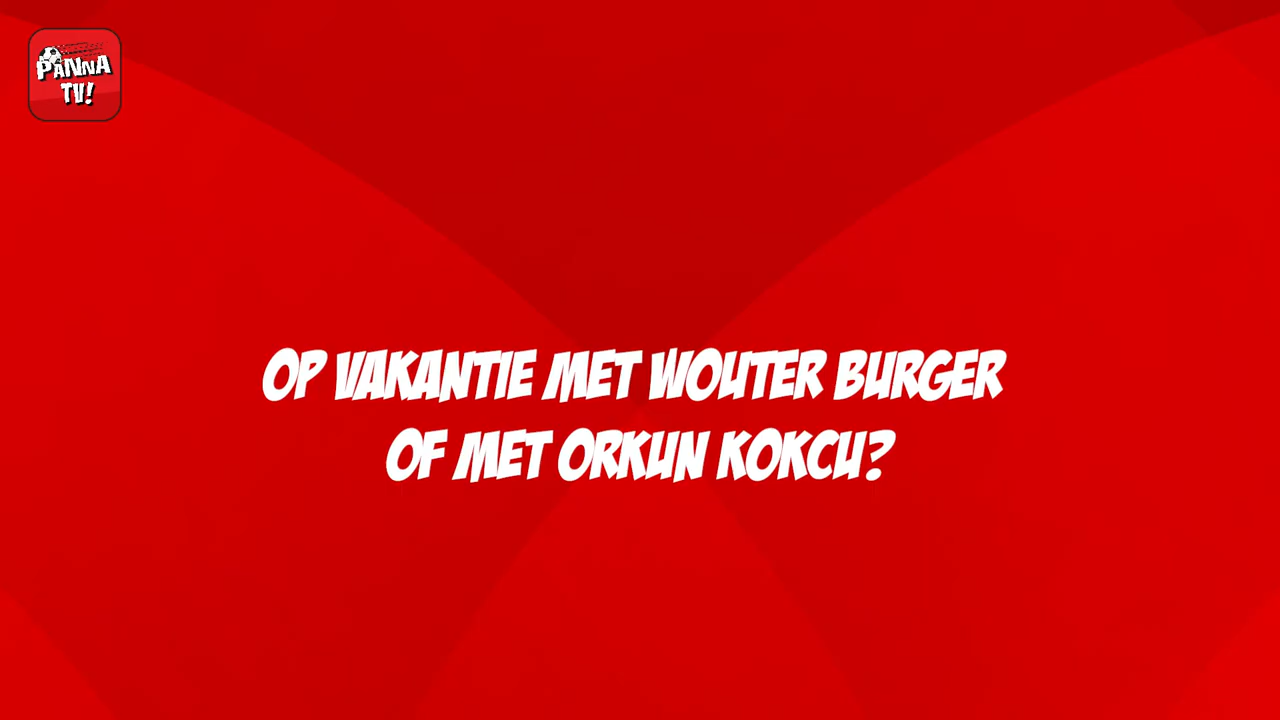 PANNA
TV!
OP VAKANTIE MET WOUTER BURGER
OF MET ORKUN KOKCU?